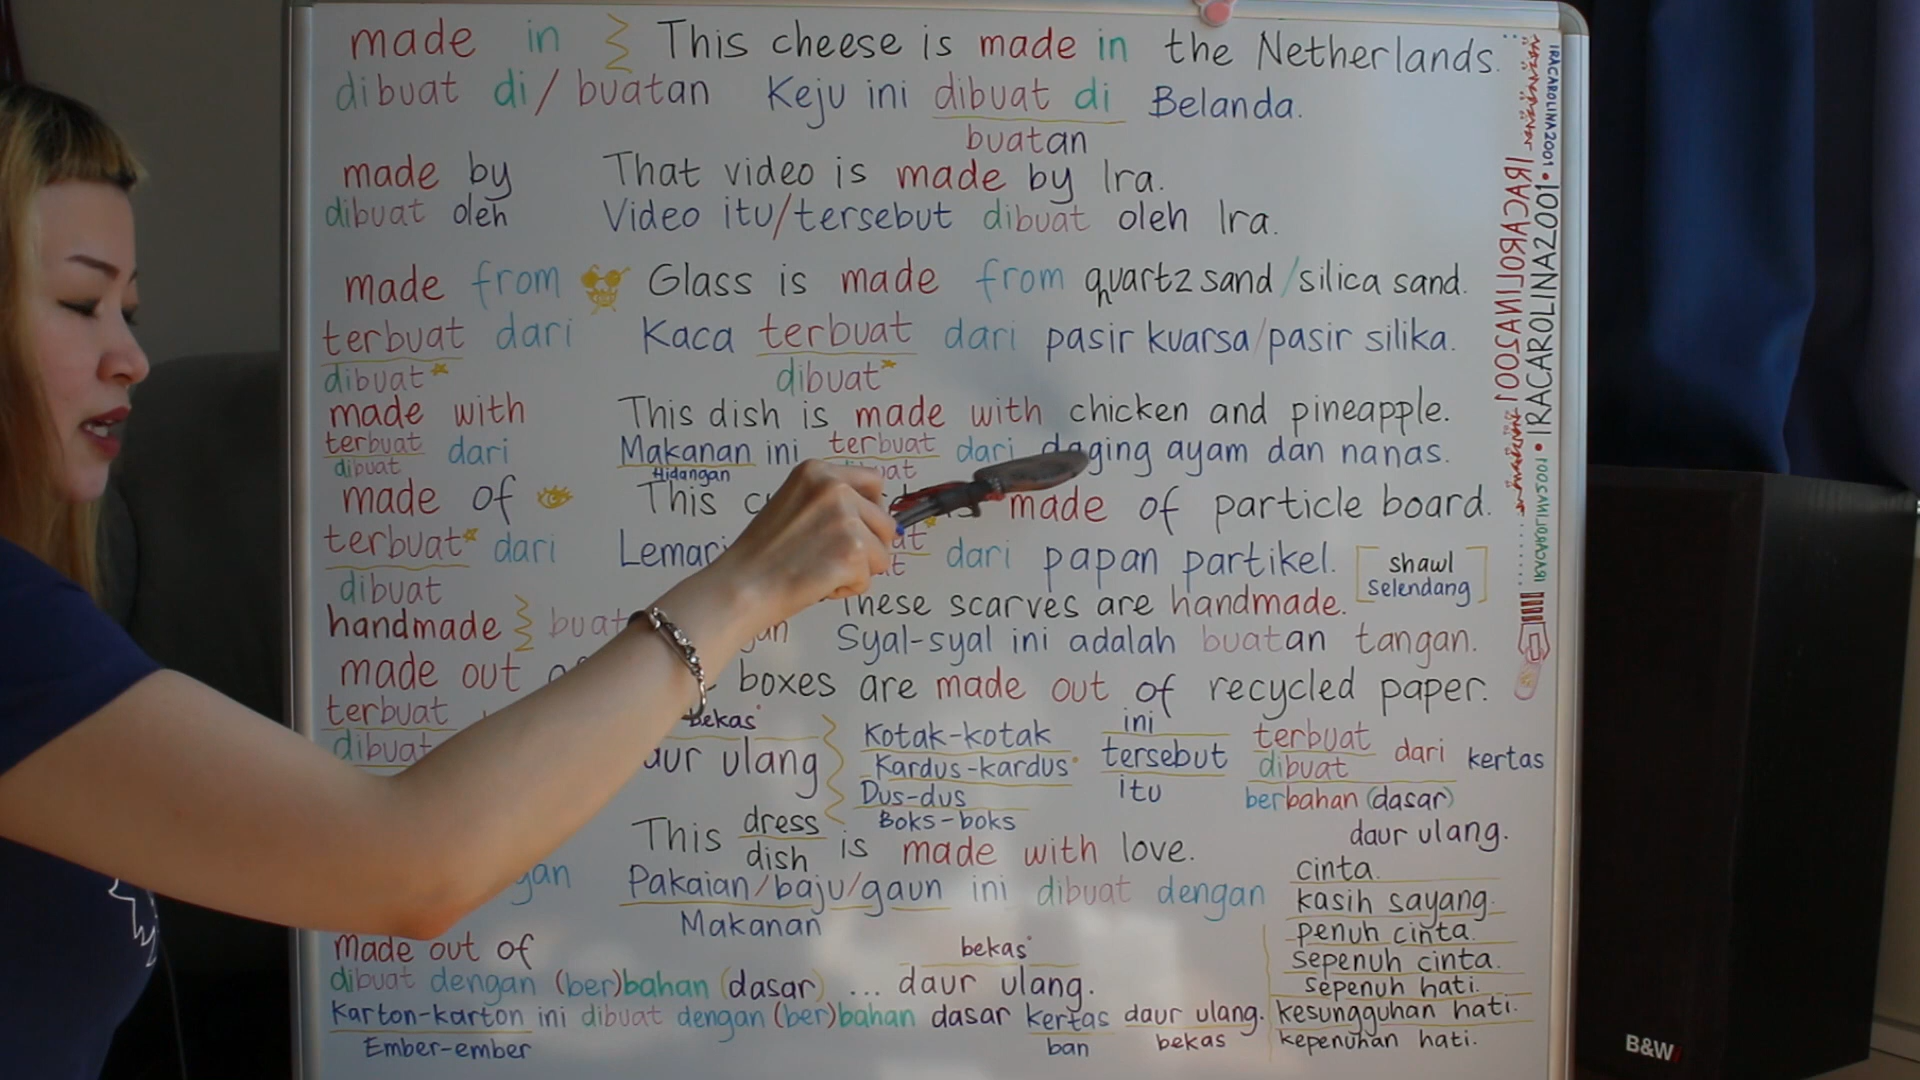 made in This cheese is made in the Netherlands.
dibuat di/buatan Keju ini dibuat di Belanda.
buatan
made by That video is made by Ira.
dibuat oleh Video itu/tersebut dibuat oleh Ira.
made from Glass is made from quartz sand/silica sand.
terbuat dari Kaca terbuat dari pasir kuarsa/pasir silika.
dibuat* dibuat*
made with This dish is made with chicken and pineapple.
terbuat dari Makanan ini terbuat dari daging ayam dan nanas.
dibuat Hidangan
made of This is made of particle board.
terbuat* dari Lemari dari papan partikel.
dibuat
shawl
Selendang
handmade These scarves are handmade.
Syal-syal ini adalah buatan tangan.
made out boxes are made out of recycled paper.
terbuat bekas* Kotak-kotak ini terbuat dari kertas
dibuat ulang Kardus-kardus* tersebut dibuat
Dus-dus itu berbahan (dasar)
Boks-boks daur ulang.
This dress is made with love.
dish
Pakaian/baju/gaun ini dibuat dengan cinta.
Makanan kasih sayang.
penuh cinta.
sepenuh cinta.
sepenuh hati.
kesungguhan hati.
kepenuhan hati.
made out of bekas*
dibuat dengan (ber)bahan (dasar) ... daur ulang.
Karton-karton ini dibuat dengan (ber)bahan dasar kertas daur ulang.
Ember-ember ban bekas
IRACAROLINA2001
IRACAROLINA2001
IRACAROLINA2001
IRACAROLINA2001
B&W